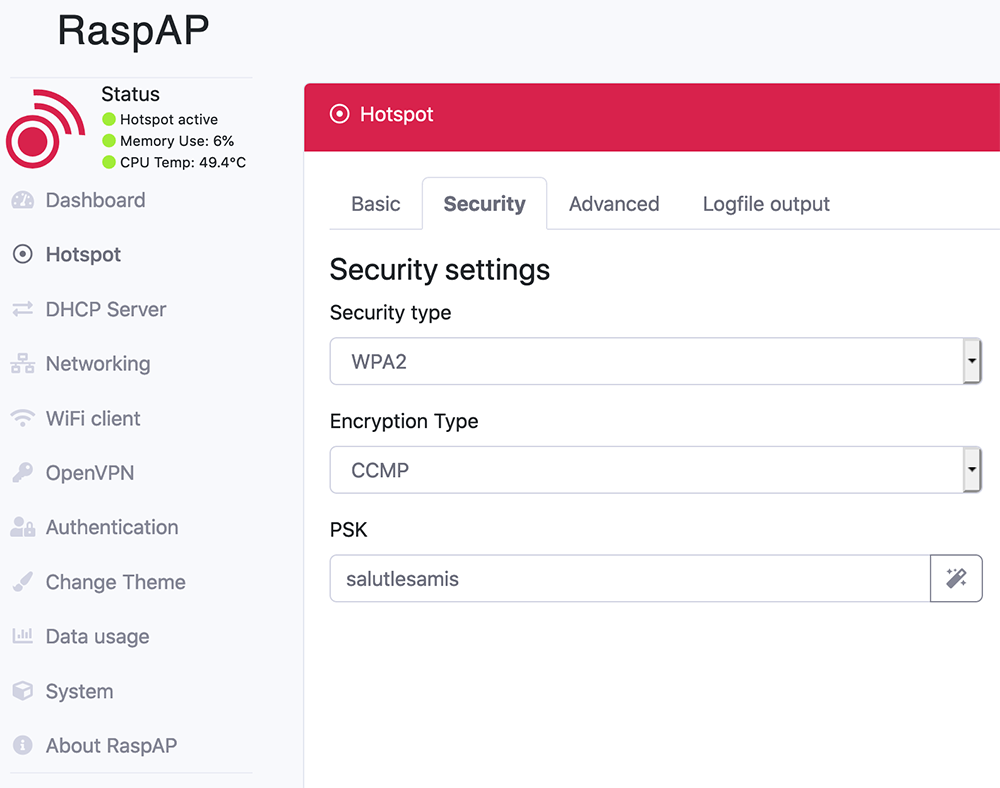 RaspAP
Status
Hotspot active
Memory Use: 6%
CPU Temp: 49.4°C
Dashboard
Hotspot
DHCP Server
Networking
WiFi client
OpenVPN
Authentication
Change Theme
Data usage
System
About RaspAP
Hotspot
Basic Security Advanced Logfile output
Security settings
Security type
WPA2
Encryption Type
CCMP
PSK
salutlesamis